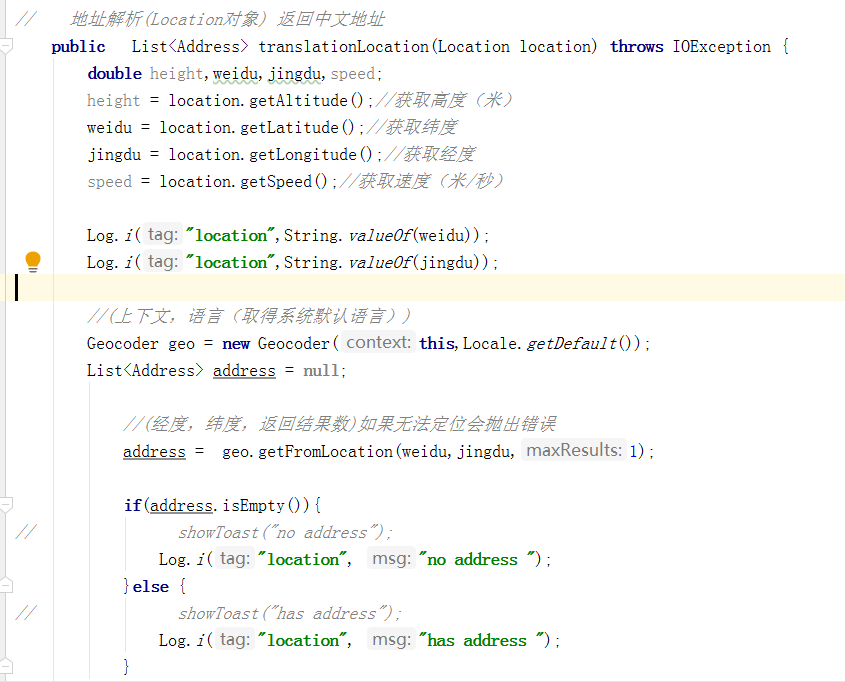 //    地址解析(Location对象) 返回中文地址
public   List<Address> translationLocation(Location location) throws IOException {
double height,weidu,jingdu,speed;
height = location.getAltitude();//获取高度（米）
weidu = location.getLatitude();//获取纬度
jingdu = location.getLongitude();//获取经度
speed = location.getSpeed();//获取速度（米/秒）
Log.i( tag: "location",String.valueOf(weidu));
Log.i( tag: "location",String.valueOf(jingdu));
//(上下文，语言（取得系统默认语言）)
Geocoder geo = new Geocoder( context: this,Locale.getDefault());
List<Address> address = null;
//(经度，纬度，返回结果数)如果无法定位会抛出错误
address =  geo.getFromLocation(weidu,jingdu, maxResults: 1);
if(address.isEmpty()){
//                showToast("no address");
Log.i( tag: "location",  msg: "no address ");
}else {
//                showToast("has address");
Log.i( tag: "location",  msg: "has address ");
}